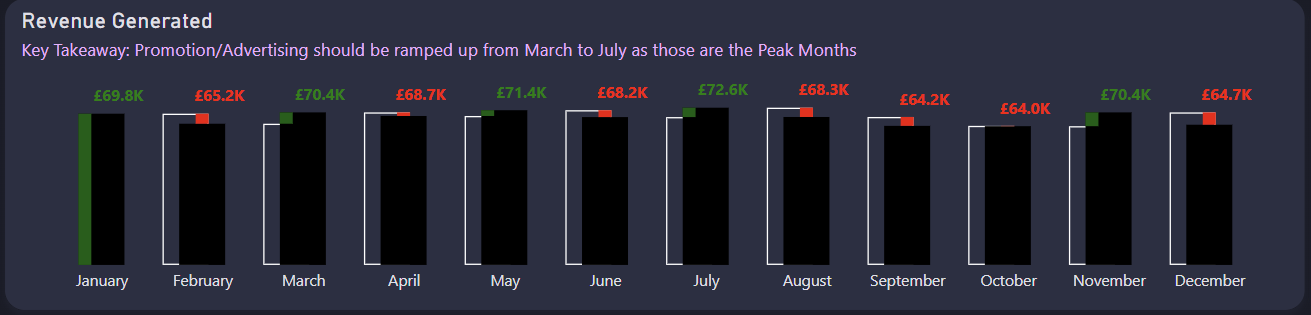 Revenue Generated
Key Takeaway: Promotion/Advertising should be ramped up from March to July as those are the Peak Months
£69.8K £65.2K £70.4K £68.7K £71.4K £68.2K £72.6K £68.3K £64.2K £64.0K £70.4K £64.7K
January February March April May June July August September October November December